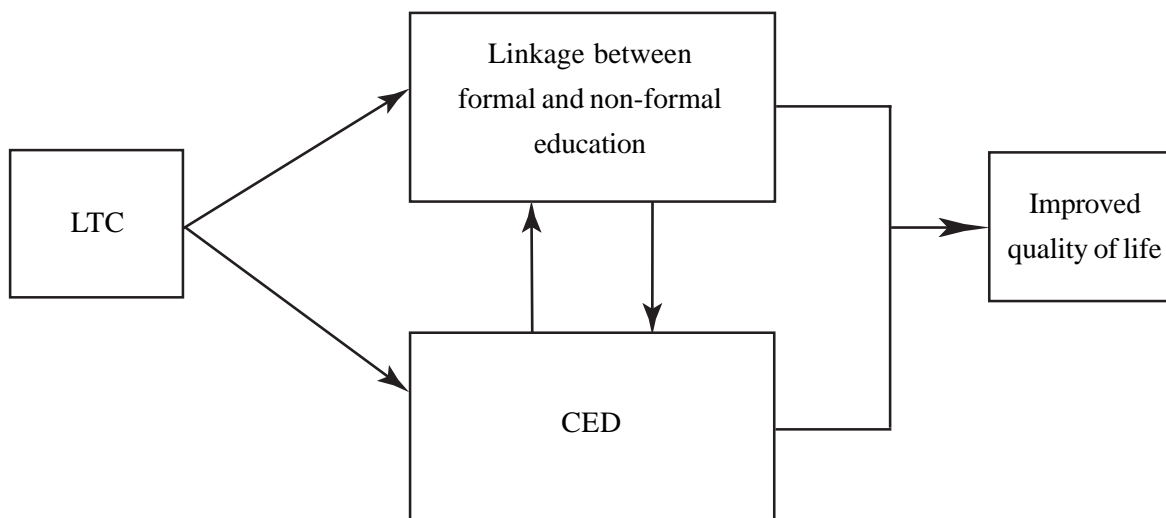 Linkage between
formal and non-formal
education
LTC
Improved
quality of life
CED